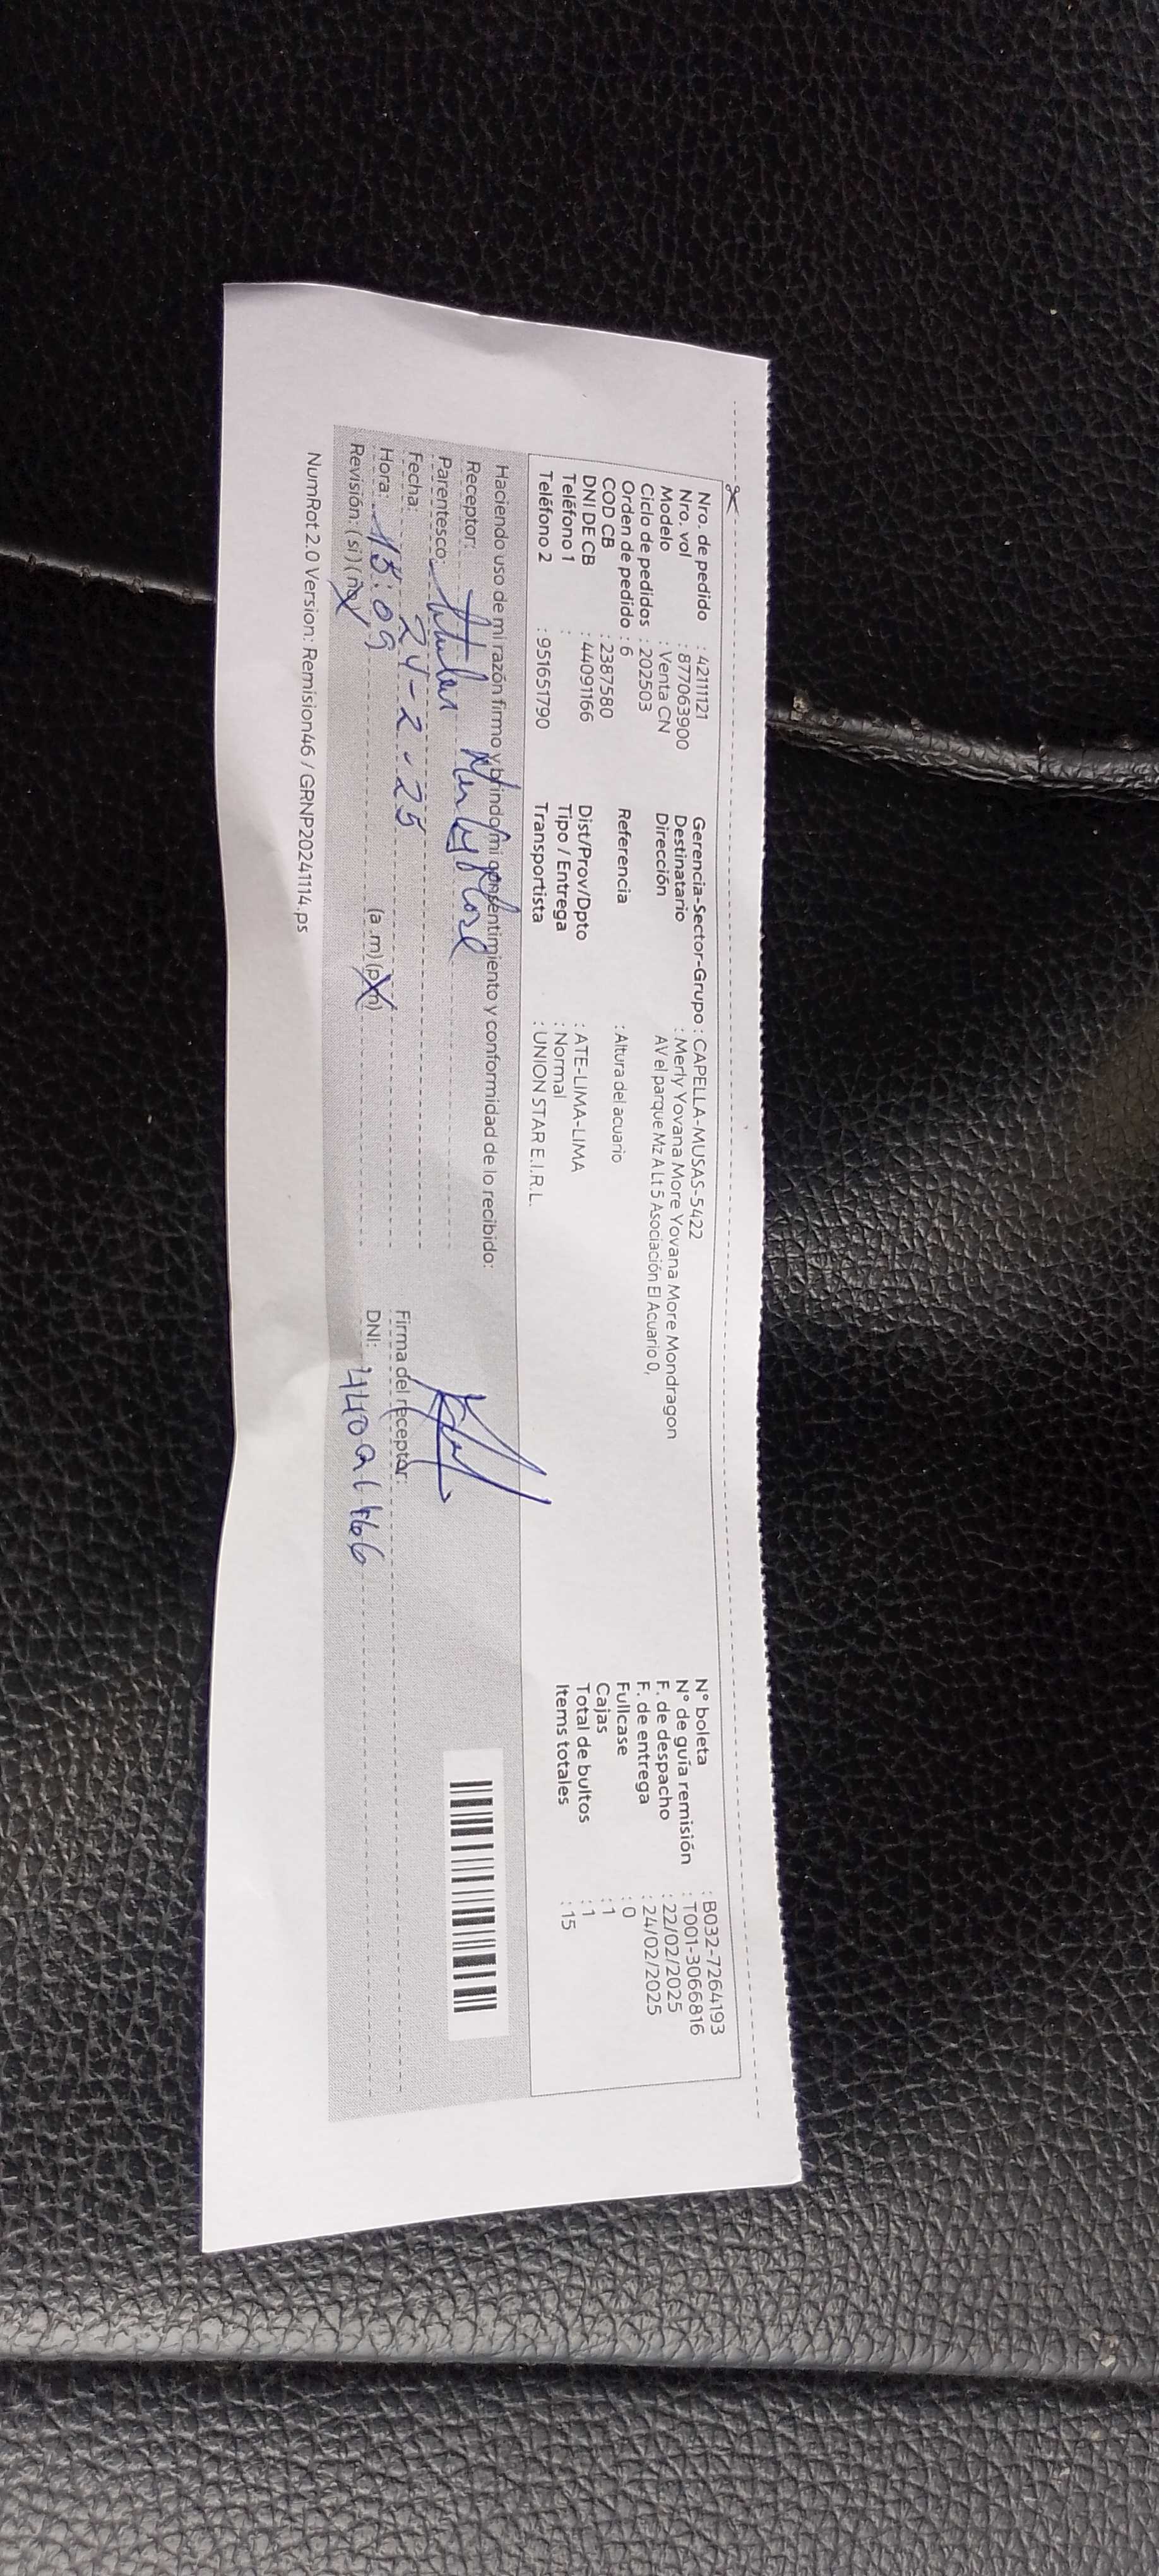 Nro. de pedido : 42111121
Nro. vol : 877063900
Modelo : Venta CN
Ciclo de pedidos : 202503
Orden de pedido : 6
COD CB : 2387580
DNI DE CB : 44091166
Teléfono 1 :
Teléfono 2 : 951651790
Gerencia-Sector-Grupo : CAPELLA-MUSAS-5422
Destinatario : Merly Yovana More Yovana More Mondragon
Dirección AV el parque Mz A Lt 5 Asociación El Acuario 0,
Referencia : Altura del acuario
Dist/Prov/Dpto : ATE-LIMA-LIMA
Tipo / Entrega : Normal
Transportista : UNION STAR E.I.R.L.
N° boleta : B032-7264193
N° de guía remisión : T001-3066816
F. de despacho : 22/02/2025
F. de entrega : 24/02/2025
Fullcase : 0
Cajas : 1
Total de bultos : 1
Items totales : 15
Haciendo uso de mi razón firmo y brindo mi consentimiento y conformidad de lo recibido:
Receptor: Merly More
Parentesco: titular
Fecha: 24-2-25
Hora: 15:09 (a.m) (p.m)
Revisión: (si) (no)
Firma del receptor:
DNI: 44091166
NumRot 2.0 Version: Remision46 / GRNP20241114.ps